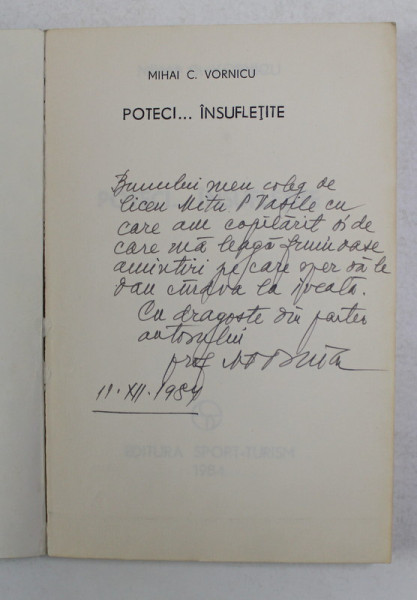 MIHAI C. VORNICU
POTECI... ÎNSUFLEȚITE
Bunului meu coleg de
liceu Mitu P Vasile cu
care am copilărit și de
care mă leagă frumoase
amintiri pe care sper să le
dau cândva la iveală.
Cu dragoste din partea
autorului
prof
11.XII.1984
EDITURA SPORT-TURISM
1984